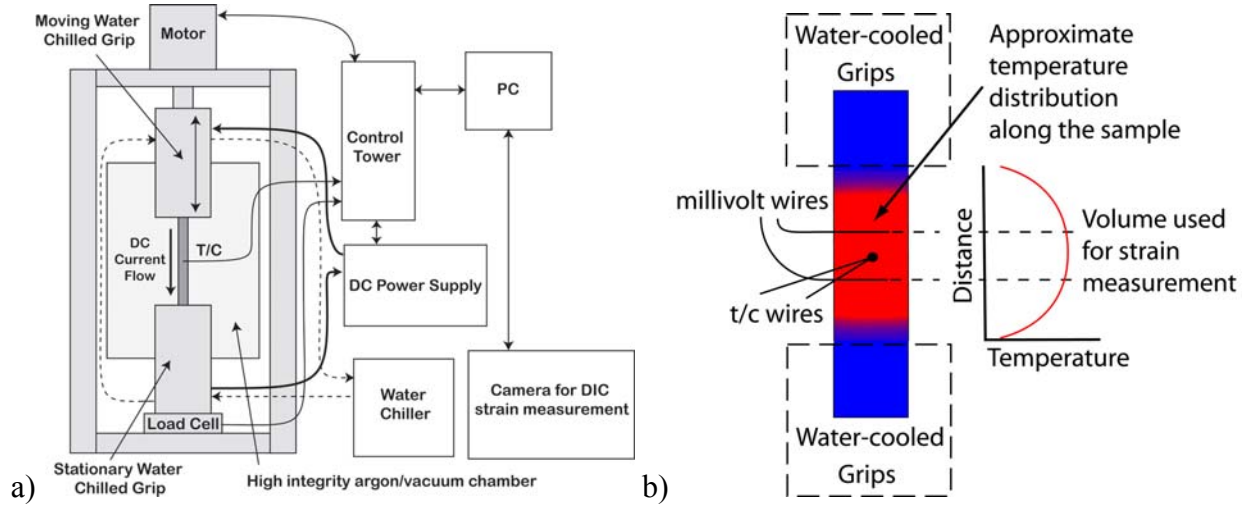 Moving Water
Chilled Grip
Motor
Control
Tower
PC
DC
Current
Flow
T/C
DC Power Supply
Water
Chiller
Camera for DIC
strain measurement
Load Cell
Stationary Water
Chilled Grip
High integrity argon/vacuum chamber
a)
Water-cooled
Grips
Approximate
temperature
distribution
along the sample
millivolt wires
t/c wires
Distance
Volume used
for strain
measurement
Temperature
Water-cooled
Grips
b)